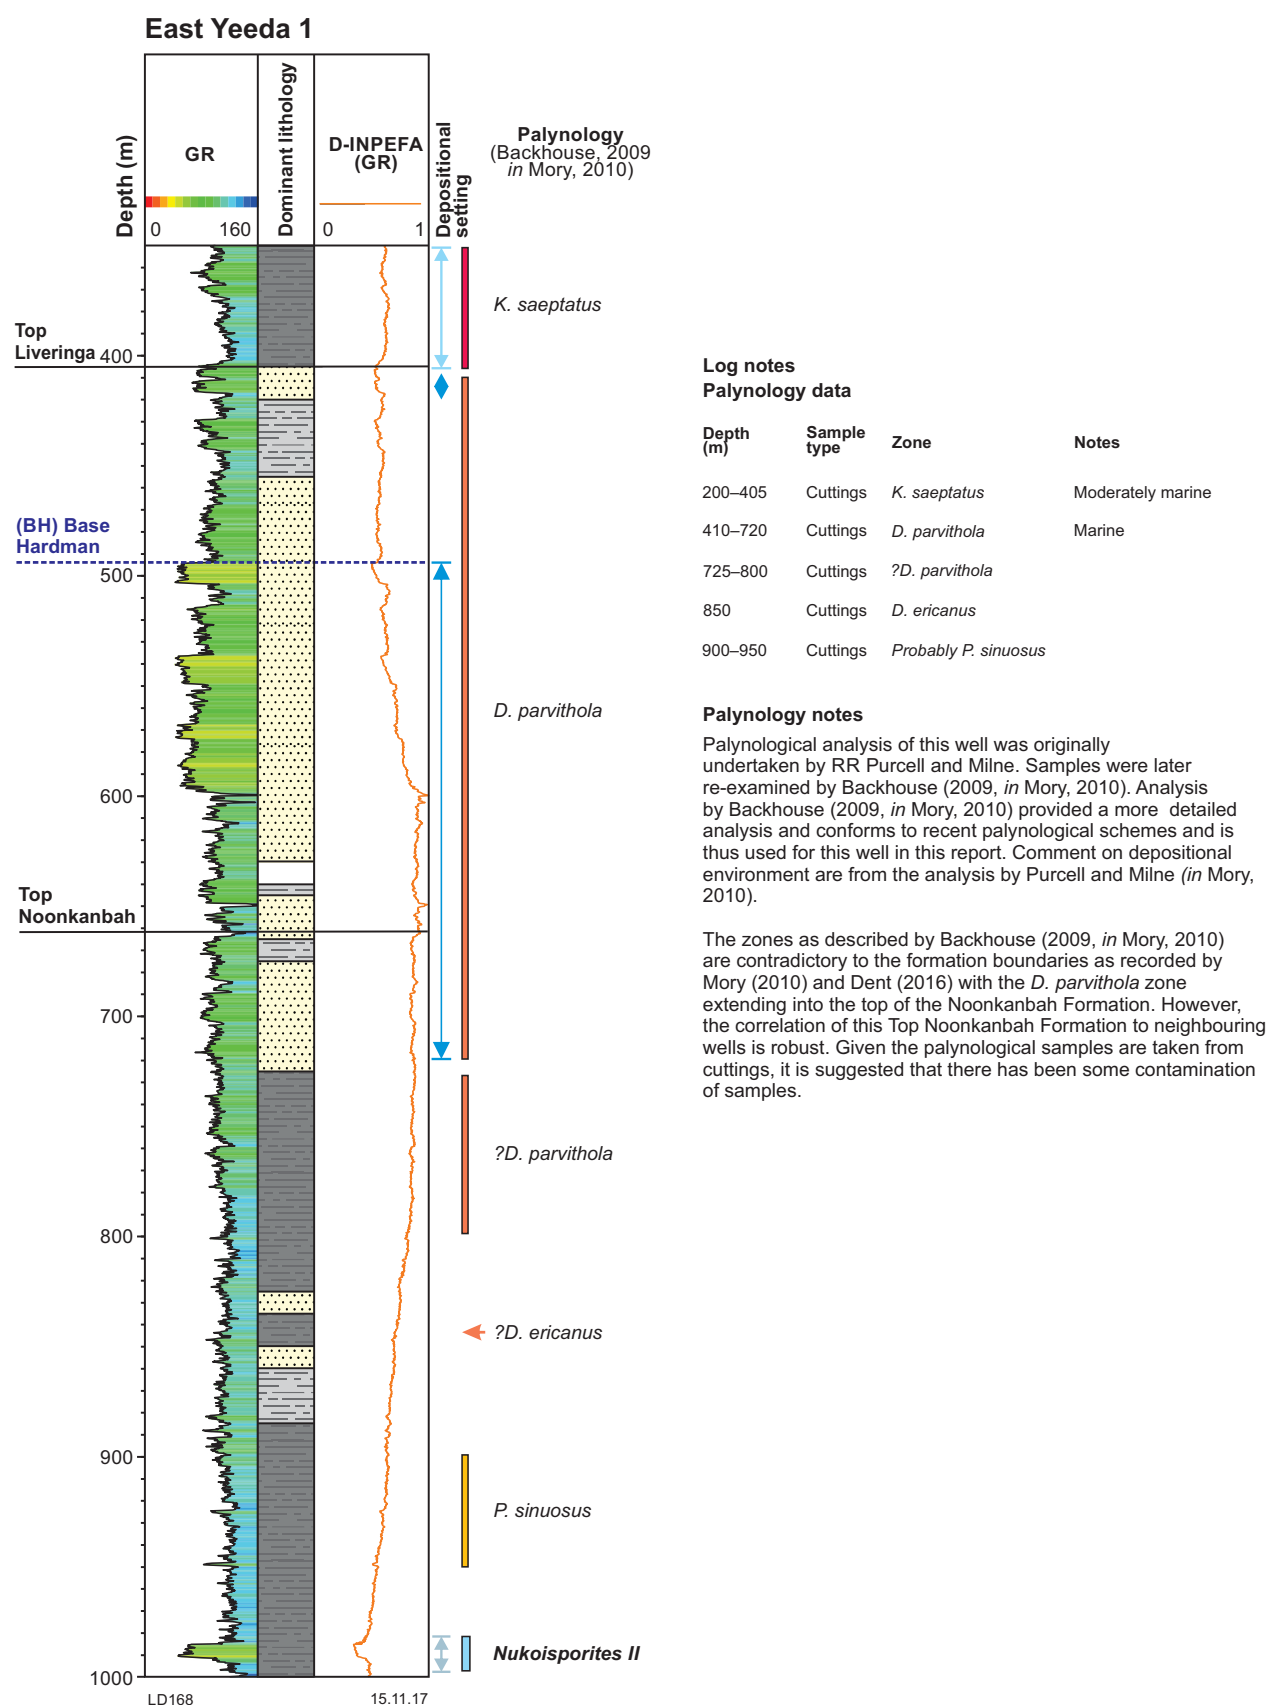 East Yeeda 1
Depth (m)
GR
0 160
Dominant lithology
D-INPEFA
(GR)
0 1
Depositional
setting
Palynology
(Backhouse, 2009
in Mory, 2010)
K. saeptatus
Top
Liveringa
400
(BH) Base
Hardman
500
D. parvithola
600
Top
Noonkanbah
700
?D. parvithola
800
?D. ericanus
900
P. sinuosus
Nukoisporites II
1000
LD168
15.11.17
Log notes
Palynology data
Depth
(m)
Sample
type
Zone
Notes
200–405 Cuttings K. saeptatus Moderately marine
410–720 Cuttings D. parvithola Marine
725–800 Cuttings ?D. parvithola
850 Cuttings D. ericanus
900–950 Cuttings Probably P. sinuosus
Palynology notes
Palynological analysis of this well was originally
undertaken by RR Purcell and Milne. Samples were later
re-examined by Backhouse (2009, in Mory, 2010). Analysis
by Backhouse (2009, in Mory, 2010) provided a more detailed
analysis and conforms to recent palynological schemes and is
thus used for this well in this report. Comment on depositional
environment are from the analysis by Purcell and Milne (in Mory,
2010).
The zones as described by Backhouse (2009, in Mory, 2010)
are contradictory to the formation boundaries as recorded by
Mory (2010) and Dent (2016) with the D. parvithola zone
extending into the top of the Noonkanbah Formation. However,
the correlation of this Top Noonkanbah Formation to neighbouring
wells is robust. Given the palynological samples are taken from
cuttings, it is suggested that there has been some contamination
of samples.